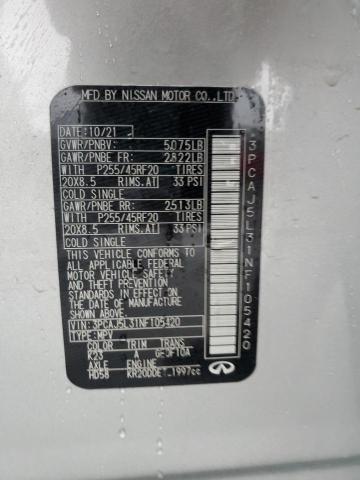 MFD BY NISSAN MOTOR CO.,LTD.
DATE: 10/21
GVWR/PNBV: 5075LB
GAWR/PNBE FR: 2822LB
WITH P255/45RF20 TIRES
20X8.5 RIMS.AT 33 PSI
COLD SINGLE
GAWR/PNBE RR: 2513LB
WITH P255/45RF20 TIRES
20X8.5 RIMS.AT 33 PSI
COLD SINGLE
THIS VEHICLE CONFORMS TO
ALL APPLICABLE FEDERAL
MOTOR VEHICLE SAFETY
AND THEFT PREVENTION
STANDARDS IN EFFECT ON
THE DATE OF MANUFACTURE
SHOWN ABOVE.
VIN: 3PCAJ5L31NF105420
TYPE: MPV
COLOR TRIM TRANS
K23 A
AXLE ENGINE
HD58 1997cc
INFINITI
3PCAJ5L31NF105420